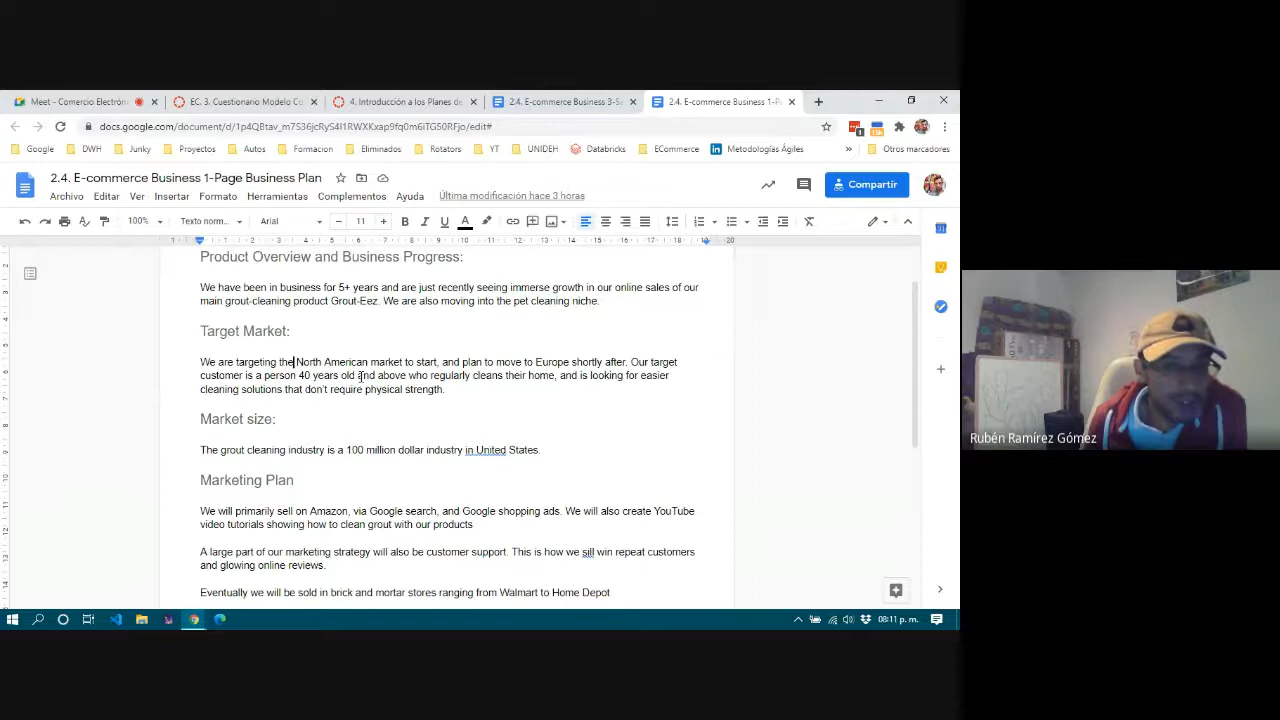 Meet - Comercio Electrón
EC. 3. Cuestionario Modelo Co
4. Introducción a los Planes de
2.4. E-commerce Business 3-S
2.4. E-commerce Business 1-P
docs.google.com/document/d/1p4QBtav_m7S36jcRyS4I1RWXKxap9fq0m6iTG50RFjo/edit#
Google
DWH
Junky
Proyectos
Autos
Formacion
Eliminados
Rotators
YT
UNIDEH
Databricks
ECommerce
Metodologías Ágiles
»
Otros marcadores
2.4. E-commerce Business 1-Page Business Plan
Archivo Editar Ver Insertar Formato Herramientas Complementos Ayuda Última modificación hace 3 horas
Compartir
100% Texto norm... Arial 11
Product Overview and Business Progress:
We have been in business for 5+ years and are just recently seeing immense growth in our online sales of our
main grout-cleaning product Grout-Eez. We are also moving into the pet cleaning niche.
Target Market:
We are targeting the North American market to start, and plan to move to Europe shortly after. Our target
customer is a person 40 years old and above who regularly cleans their home, and is looking for easier
cleaning solutions that don't require physical strength.
Market size:
The grout cleaning industry is a 100 million dollar industry in United States.
Marketing Plan
We will primarily sell on Amazon, via Google search, and Google shopping ads. We will also create YouTube
video tutorials showing how to clean grout with our products
A large part of our marketing strategy will also be customer support. This is how we sill win repeat customers
and glowing online reviews.
Eventually we will be sold in brick and mortar stores ranging from Walmart to Home Depot
08:11 p. m.
Rubén Ramírez Gómez